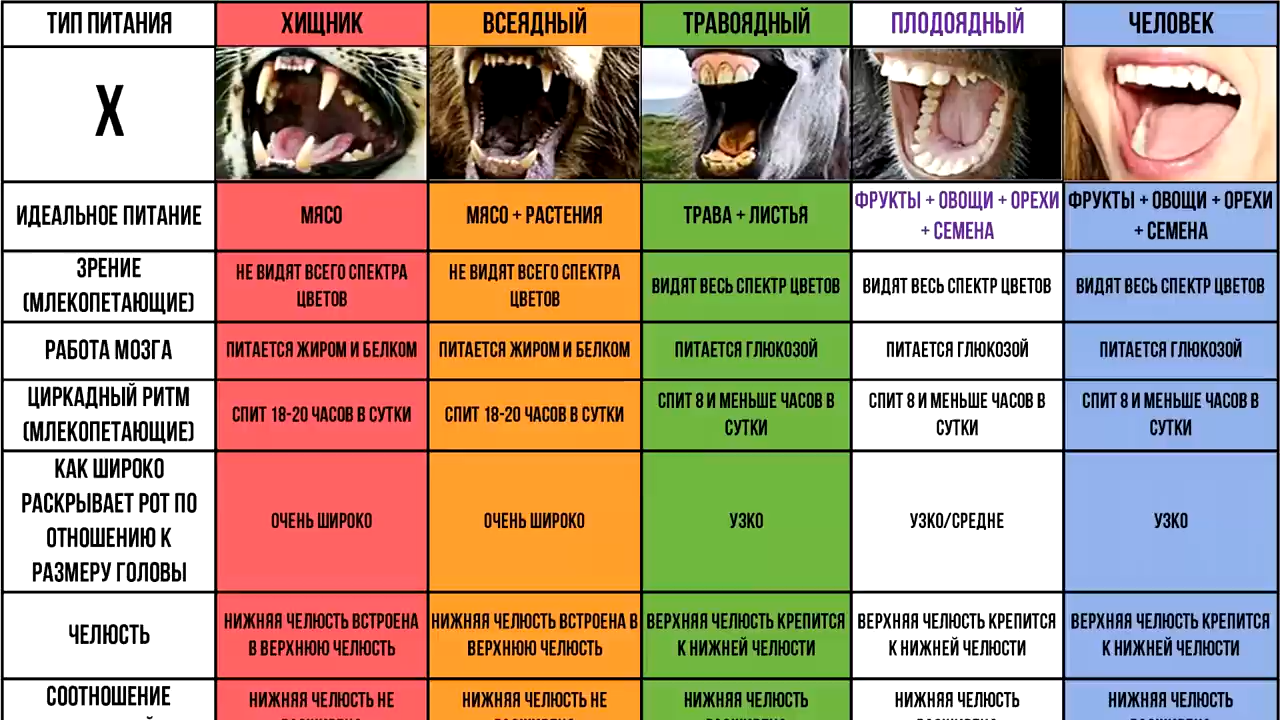 ТИП ПИТАНИЯ ХИЩНИК ВСЕЯДНЫЙ ТРАВОЯДНЫЙ ПЛОДОЯДНЫЙ ЧЕЛОВЕК
X
ИДЕАЛЬНОЕ ПИТАНИЕ
МЯСО
МЯСО + РАСТЕНИЯ
ТРАВА + ЛИСТЬЯ
ФРУКТЫ + ОВОЩИ + ОРЕХИ
+ СЕМЕНА
ФРУКТЫ + ОВОЩИ + ОРЕХИ
+ СЕМЕНА
ЗРЕНИЕ
(МЛЕКОПЕТАЮЩИЕ)
НЕ ВИДЯТ ВСЕГО СПЕКТРА
ЦВЕТОВ
НЕ ВИДЯТ ВСЕГО СПЕКТРА
ЦВЕТОВ
ВИДЯТ ВЕСЬ СПЕКТР ЦВЕТОВ
ВИДЯТ ВЕСЬ СПЕКТР ЦВЕТОВ
ВИДЯТ ВЕСЬ СПЕКТР ЦВЕТОВ
РАБОТА МОЗГА
ПИТАЕТСЯ ЖИРОМ И БЕЛКОМ
ПИТАЕТСЯ ЖИРОМ И БЕЛКОМ
ПИТАЕТСЯ ГЛЮКОЗОЙ
ПИТАЕТСЯ ГЛЮКОЗОЙ
ПИТАЕТСЯ ГЛЮКОЗОЙ
ЦИРКАДНЫЙ РИТМ
(МЛЕКОПЕТАЮЩИЕ)
СПИТ 18-20 ЧАСОВ В СУТКИ
СПИТ 18-20 ЧАСОВ В СУТКИ
СПИТ 8 И МЕНЬШЕ ЧАСОВ В
СУТКИ
СПИТ 8 И МЕНЬШЕ ЧАСОВ В
СУТКИ
СПИТ 8 И МЕНЬШЕ ЧАСОВ В
СУТКИ
КАК ШИРОКО
РАСКРЫВАЕТ РОТ ПО
ОТНОШЕНИЮ К
РАЗМЕРУ ГОЛОВЫ
ОЧЕНЬ ШИРОКО
ОЧЕНЬ ШИРОКО
УЗКО
УЗКО/СРЕДНЕ
УЗКО
ЧЕЛЮСТЬ
НИЖНЯЯ ЧЕЛЮСТЬ ВСТРОЕНА
В ВЕРХНЮЮ ЧЕЛЮСТЬ
НИЖНЯЯ ЧЕЛЮСТЬ ВСТРОЕНА В
ВЕРХНЮЮ ЧЕЛЮСТЬ
ВЕРХНЯЯ ЧЕЛЮСТЬ КРЕПИТСЯ
К НИЖНЕЙ ЧЕЛЮСТИ
ВЕРХНЯЯ ЧЕЛЮСТЬ КРЕПИТСЯ
К НИЖНЕЙ ЧЕЛЮСТИ
ВЕРХНЯЯ ЧЕЛЮСТЬ КРЕПИТСЯ
К НИЖНЕЙ ЧЕЛЮСТИ
СООТНОШЕНИЕ
НИЖНЯЯ ЧЕЛЮСТЬ НЕ
НИЖНЯЯ ЧЕЛЮСТЬ НЕ
НИЖНЯЯ ЧЕЛЮСТЬ
НИЖНЯЯ ЧЕЛЮСТЬ
НИЖНЯЯ ЧЕЛЮСТЬ